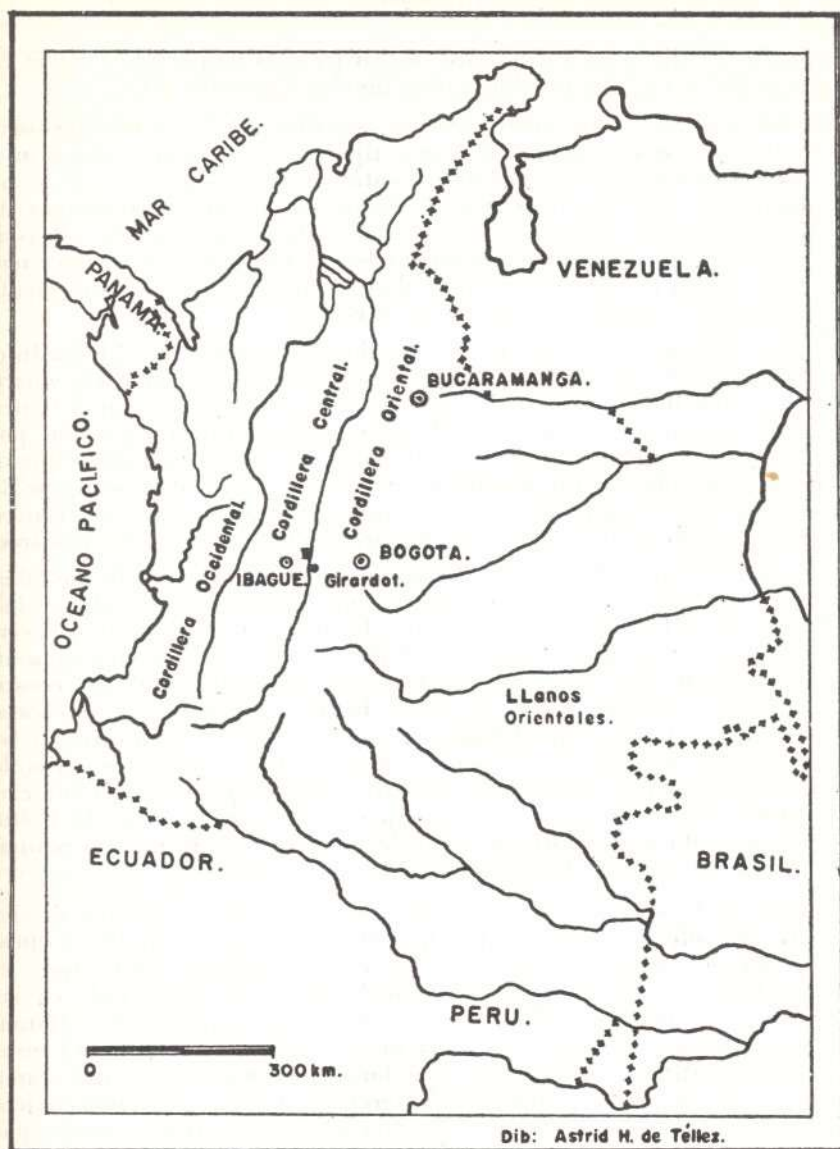 MAR CARIBE.
PANAMA.
VENEZUELA.
OCEANO PACIFICO.
BUCARAMANGA.
Cordillera Oriental.
Cordillera Central.
Cordillera Occidental.
BOGOTA.
IBAGUE.
Girardot.
LLanos
Orientales.
ECUADOR.
BRASIL.
PERU.
0 300 km.
Dib: Astrid H. de Téllez.